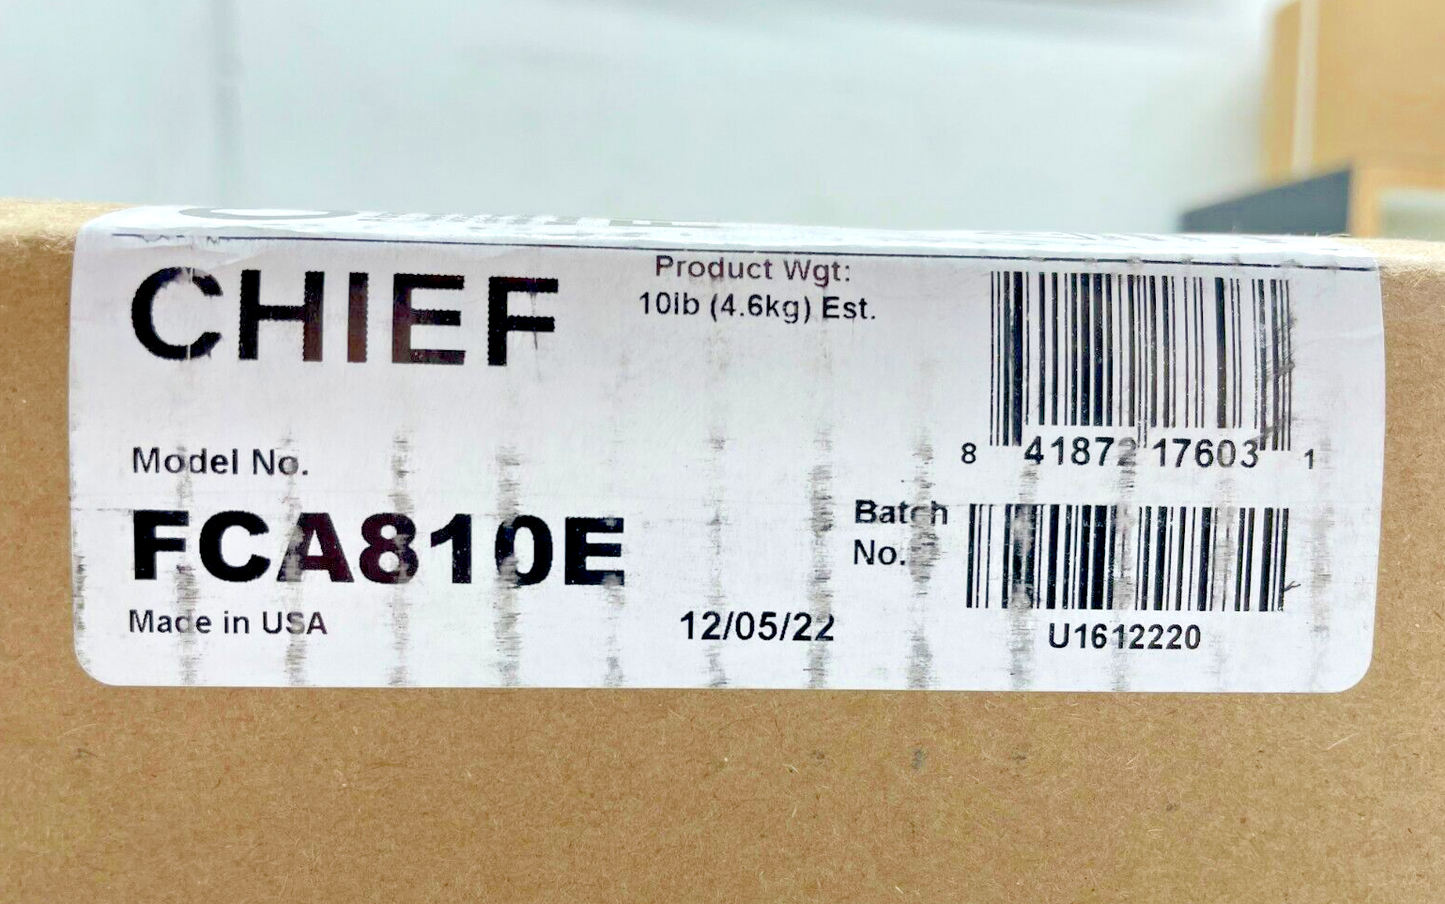 CHIEF
Product Wgt:
10lb (4.6kg) Est.
8 41872 17603 1
Model No.
FCA810E
Batch
No.
Made in USA
12/05/22
U1612220